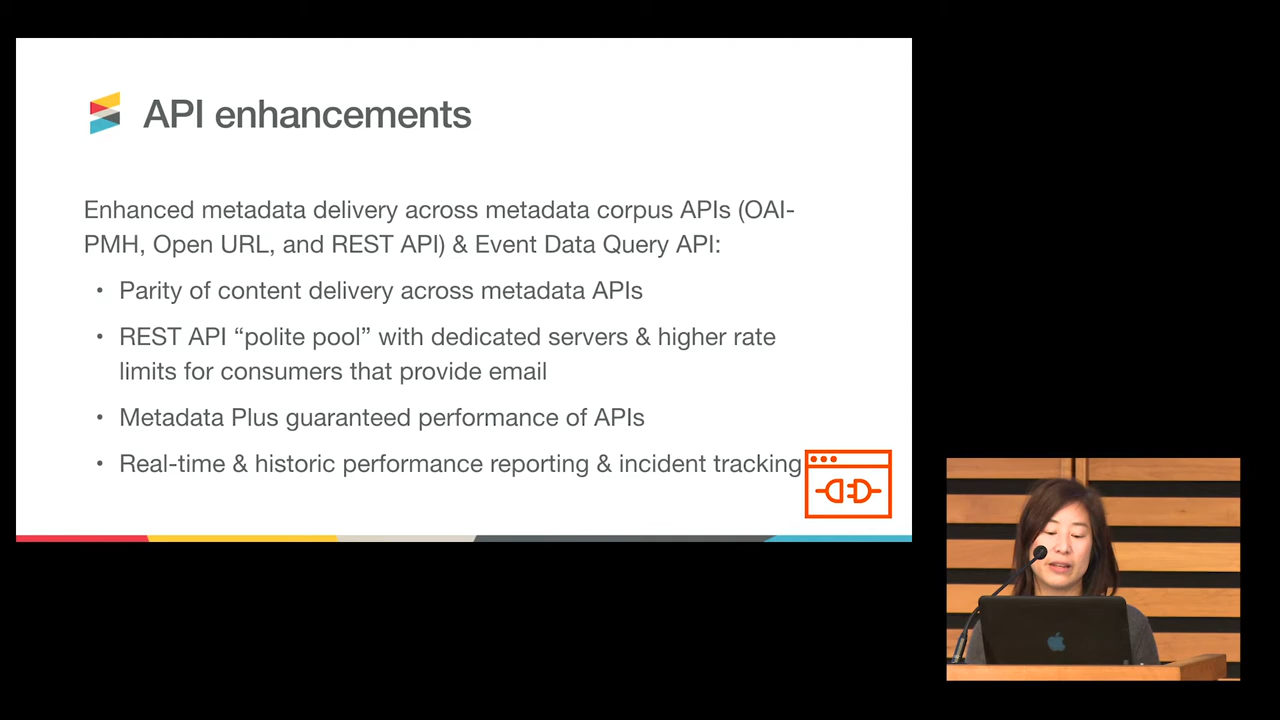 API enhancements
Enhanced metadata delivery across metadata corpus APIs (OAI-
PMH, Open URL, and REST API) & Event Data Query API:
• Parity of content delivery across metadata APIs
• REST API “polite pool” with dedicated servers & higher rate
limits for consumers that provide email
• Metadata Plus guaranteed performance of APIs
• Real-time & historic performance reporting & incident tracking